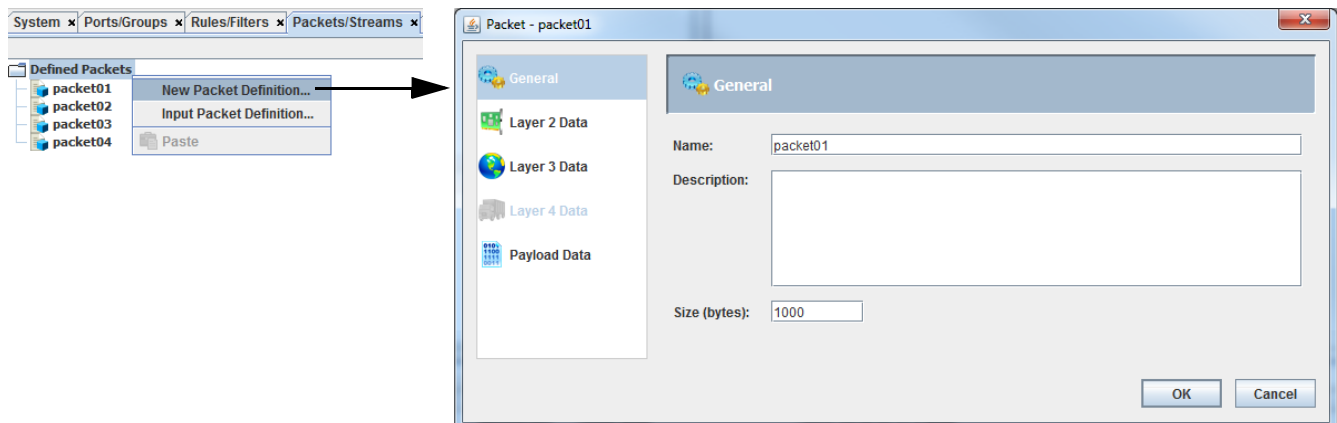 System x Ports/Groups x Rules/Filters x Packets/Streams x
Defined Packets
packet01
packet02
packet03
packet04
New Packet Definition...
Input Packet Definition...
Paste
Packet - packet01
General
Layer 2 Data
Layer 3 Data
Layer 4 Data
Payload Data
General
Name: packet01
Description:
Size (bytes): 1000
OK Cancel